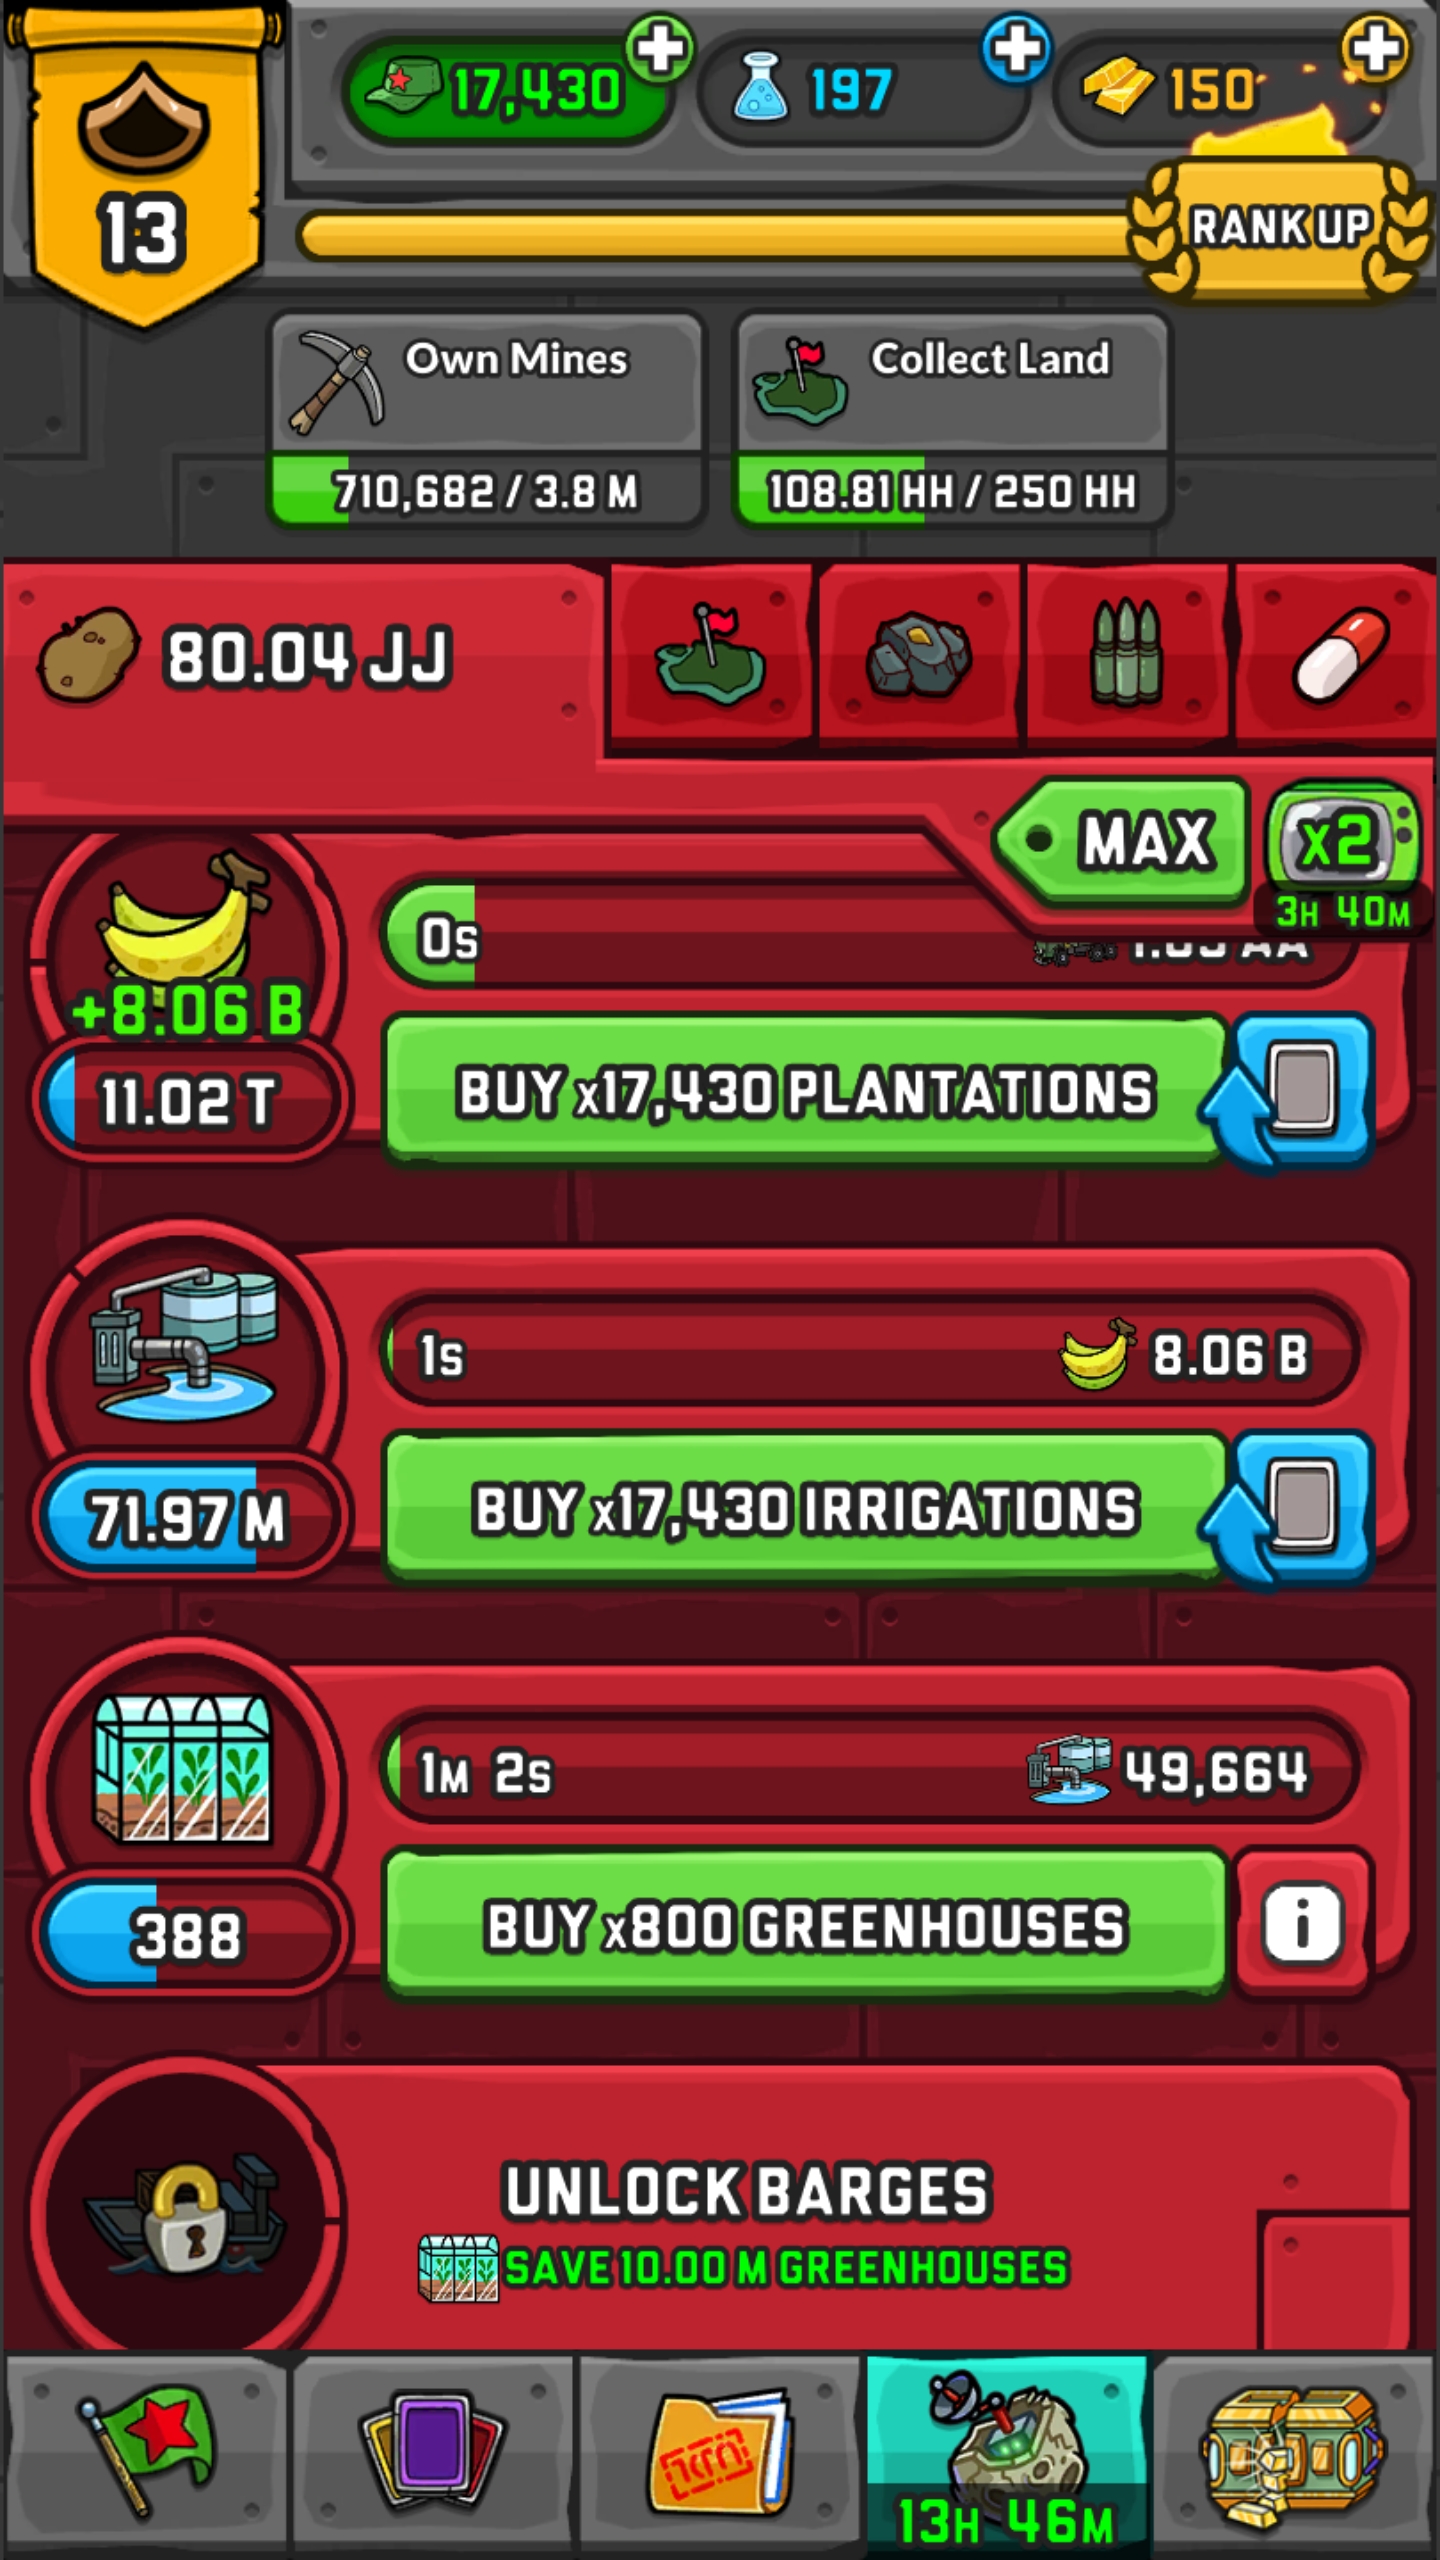 13
17,430
197
150
RANK UP
Own Mines
710,682 / 3.8 M
Collect Land
108.81 HH / 250 HH
80.04 JJ
MAX
x2
3H 40M
0s
+8.06 B
11.02 T
BUY x17,430 PLANTATIONS
1s
8.06 B
71.97 M
BUY x17,430 IRRIGATIONS
1M 2s
49,664
388
BUY x800 GREENHOUSES
i
UNLOCK BARGES
SAVE 10.00 M GREENHOUSES
13H 46M